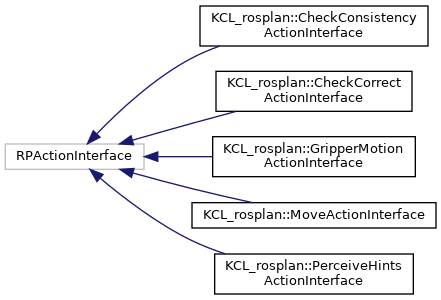 KCL_rosplan::CheckConsistency
ActionInterface
KCL_rosplan::CheckCorrect
ActionInterface
RPActionInterface
KCL_rosplan::GripperMotion
ActionInterface
KCL_rosplan::MoveActionInterface
KCL_rosplan::PerceiveHints
ActionInterface